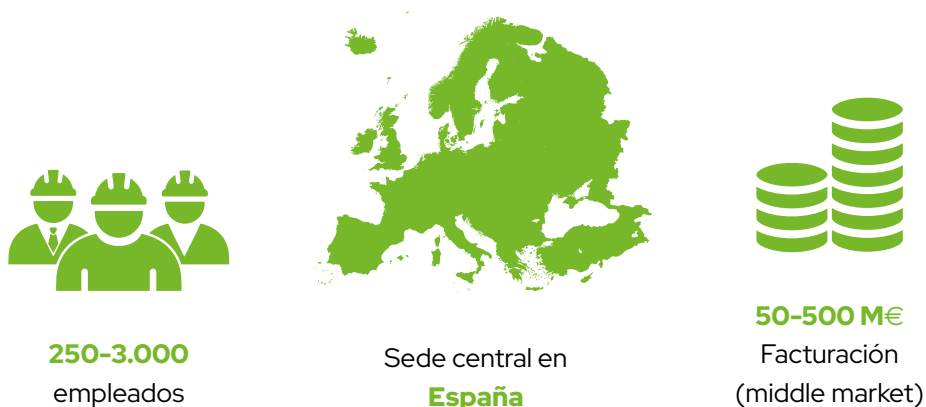 250-3.000
empleados
Sede central en
España
50-500 M€
Facturación
(middle market)